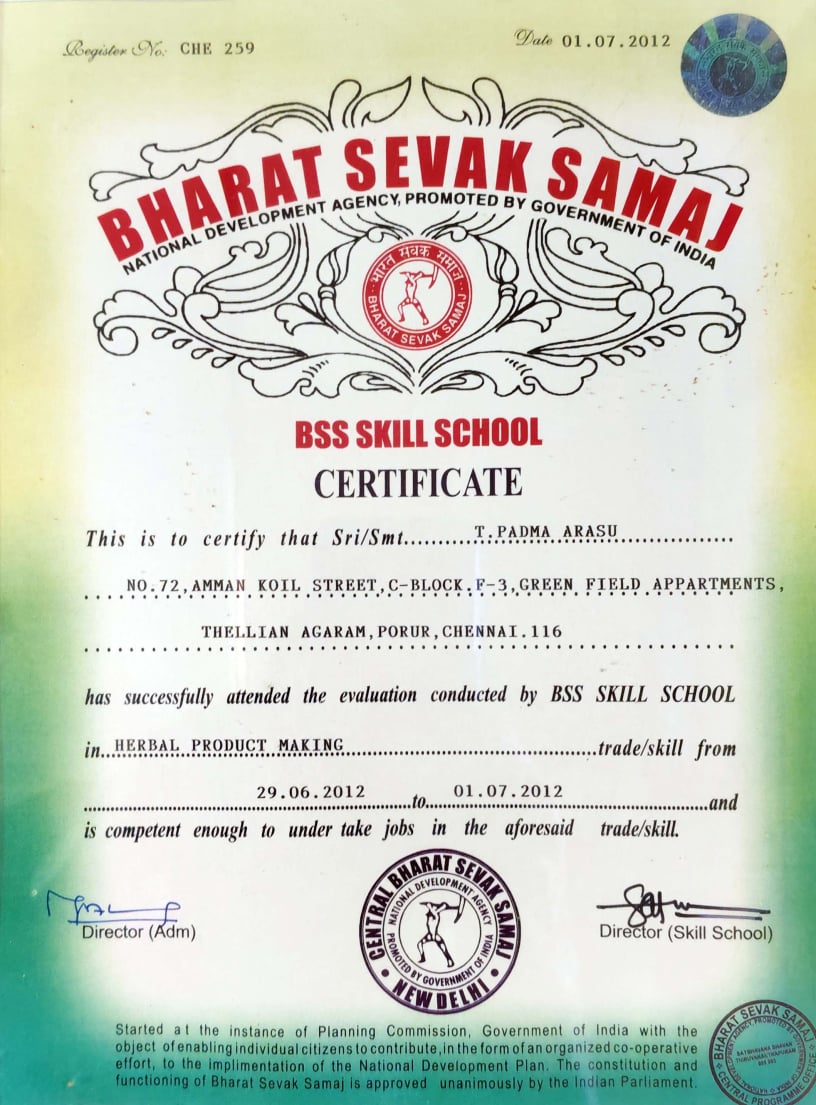 Register No: CHE 259
Date 01.07.2012
BHARAT SEVAK SAMAJ
NATIONAL DEVELOPMENT AGENCY, PROMOTED BY GOVERNMENT OF INDIA
भारत सेवक समाज
BHARAT SEVAK SAMAJ
BSS SKILL SCHOOL
CERTIFICATE
This is to certify that Sri/Smt..........T.PADMA ARASU..................
NO.72,AMMAN KOIL STREET,C-BLOCK.F-3,GREEN FIELD APPARTMENTS,
THELLIAN AGARAM,PORUR,CHENNAI.116
has successfully attended the evaluation conducted by BSS SKILL SCHOOL
in..HERBAL PRODUCT MAKING..........................................trade/skill from
29.06.2012 to 01.07.2012 and
is competent enough to under take jobs in the aforesaid trade/skill.
CENTRAL BHARAT SEVAK SAMAJ
NATIONAL DEVELOPMENT AGENCY
PROMOTED BY GOVERNMENT OF INDIA
NEW DELHI
Director (Adm)
Director (Skill School)
Started at the instance of Planning Commission, Government of India with the
object of enabling individual citizens to contribute, in the form of an organized co-operative
effort, to the implimentation of the National Development Plan. The constitution and
functioning of Bharat Sevak Samaj is approved unanimously by the Indian Parliament.
BHARAT SEVAK SAMAJ
CENTRAL PROGRAMME OFFICE